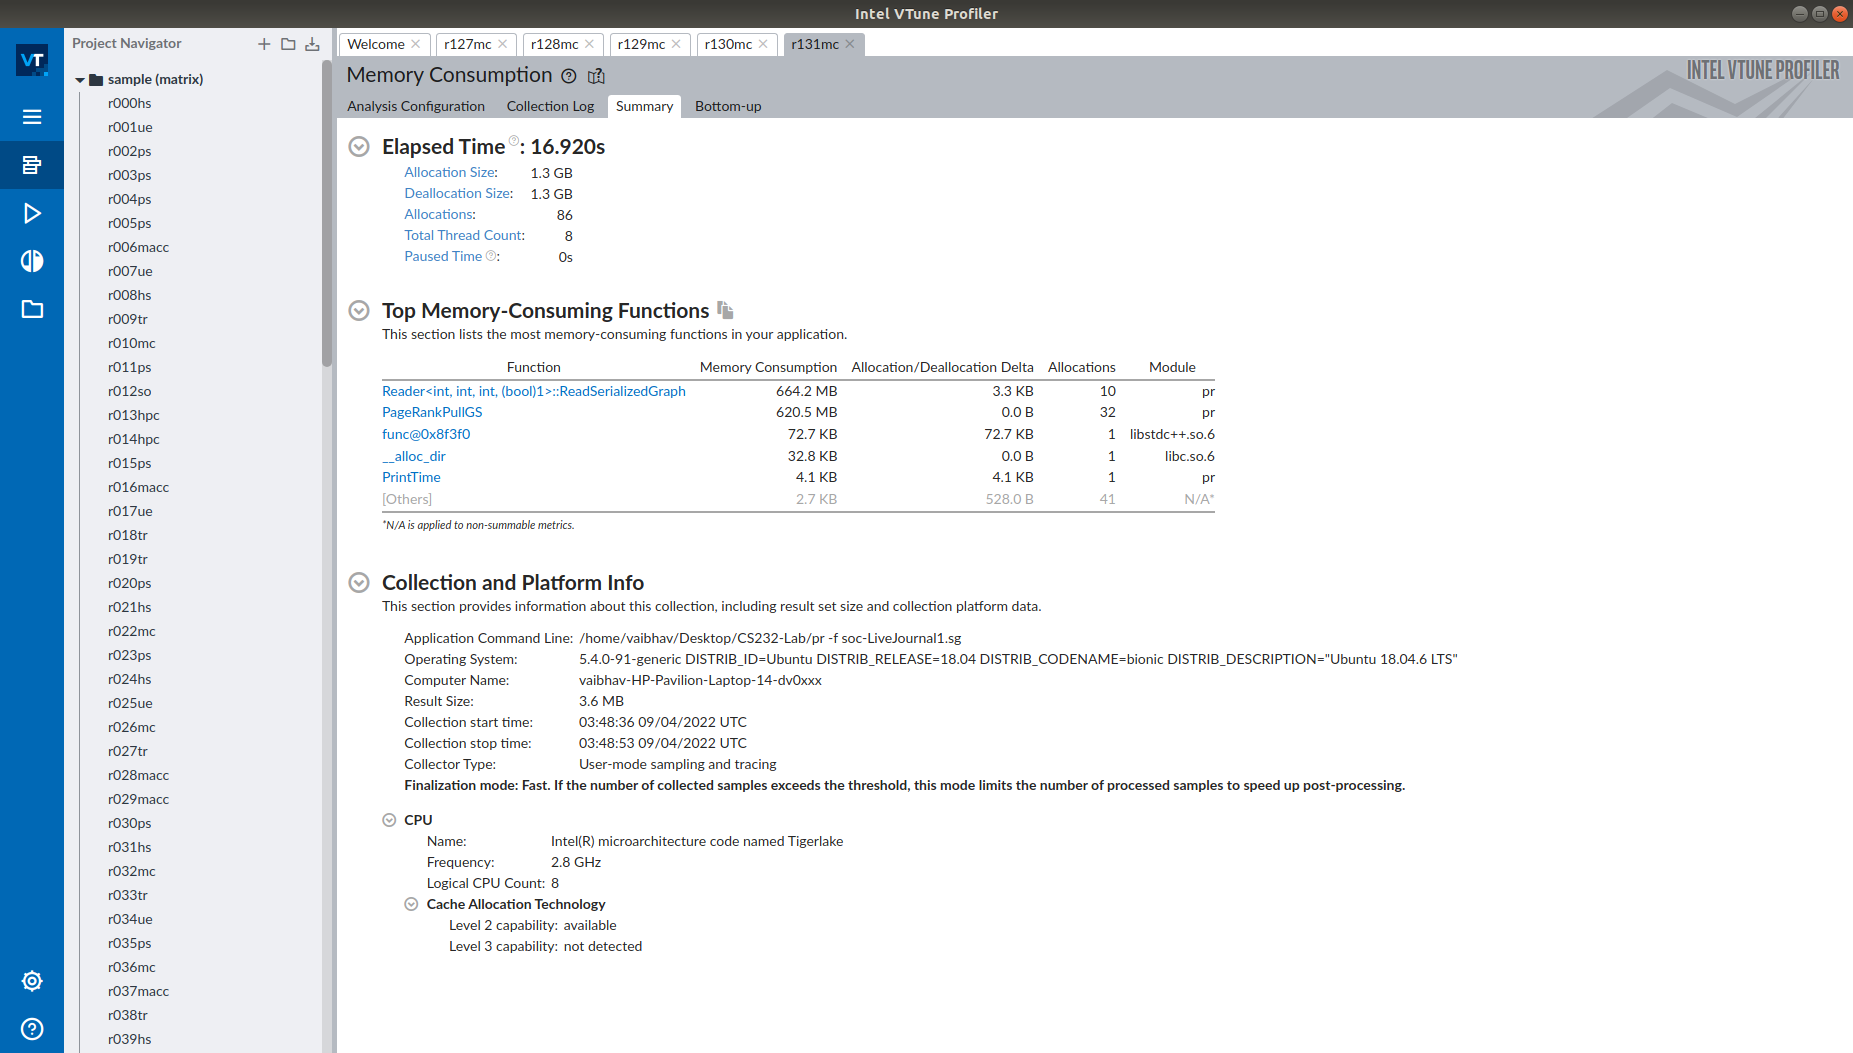 Intel VTune Profiler
VT
Project Navigator
sample (matrix)
r000hs
r001ue
r002ps
r003ps
r004ps
r005ps
r006macc
r007ue
r008hs
r009tr
r010mc
r011ps
r012so
r013hpc
r014hpc
r015ps
r016macc
r017ue
r018tr
r019tr
r020ps
r021hs
r022mc
r023ps
r024hs
r025ue
r026mc
r027tr
r028macc
r029macc
r030ps
r031hs
r032mc
r033tr
r034ue
r035ps
r036mc
r037macc
r038tr
r039hs
Welcome r127mc r128mc r129mc r130mc r131mc
Memory Consumption
INTEL VTUNE PROFILER
Analysis Configuration Collection Log Summary Bottom-up
Elapsed Time : 16.920s
Allocation Size: 1.3 GB
Deallocation Size: 1.3 GB
Allocations: 86
Total Thread Count: 8
Paused Time : 0s
Top Memory-Consuming Functions
This section lists the most memory-consuming functions in your application.
Function Memory Consumption Allocation/Deallocation Delta Allocations Module
Reader<int, int, int, (bool)1>::ReadSerializedGraph 664.2 MB 3.3 KB 10 pr
PageRankPullGS 620.5 MB 0.0 B 32 pr
func@0x8f3f0 72.7 KB 72.7 KB 1 libstdc++.so.6
__alloc_dir 32.8 KB 0.0 B 1 libc.so.6
PrintTime 4.1 KB 4.1 KB 1 pr
[Others] 2.7 KB 528.0 B 41 N/A*
*N/A is applied to non-summable metrics.
Collection and Platform Info
This section provides information about this collection, including result set size and collection platform data.
Application Command Line: /home/vaibhav/Desktop/CS232-Lab/pr -f soc-LiveJournal1.sg
Operating System: 5.4.0-91-generic DISTRIB_ID=Ubuntu DISTRIB_RELEASE=18.04 DISTRIB_CODENAME=bionic DISTRIB_DESCRIPTION="Ubuntu 18.04.6 LTS"
Computer Name: vaibhav-HP-Pavilion-Laptop-14-dv0xxx
Result Size: 3.6 MB
Collection start time: 03:48:36 09/04/2022 UTC
Collection stop time: 03:48:53 09/04/2022 UTC
Collector Type: User-mode sampling and tracing
Finalization mode: Fast. If the number of collected samples exceeds the threshold, this mode limits the number of processed samples to speed up post-processing.
CPU
Name: Intel(R) microarchitecture code named Tigerlake
Frequency: 2.8 GHz
Logical CPU Count: 8
Cache Allocation Technology
Level 2 capability: available
Level 3 capability: not detected